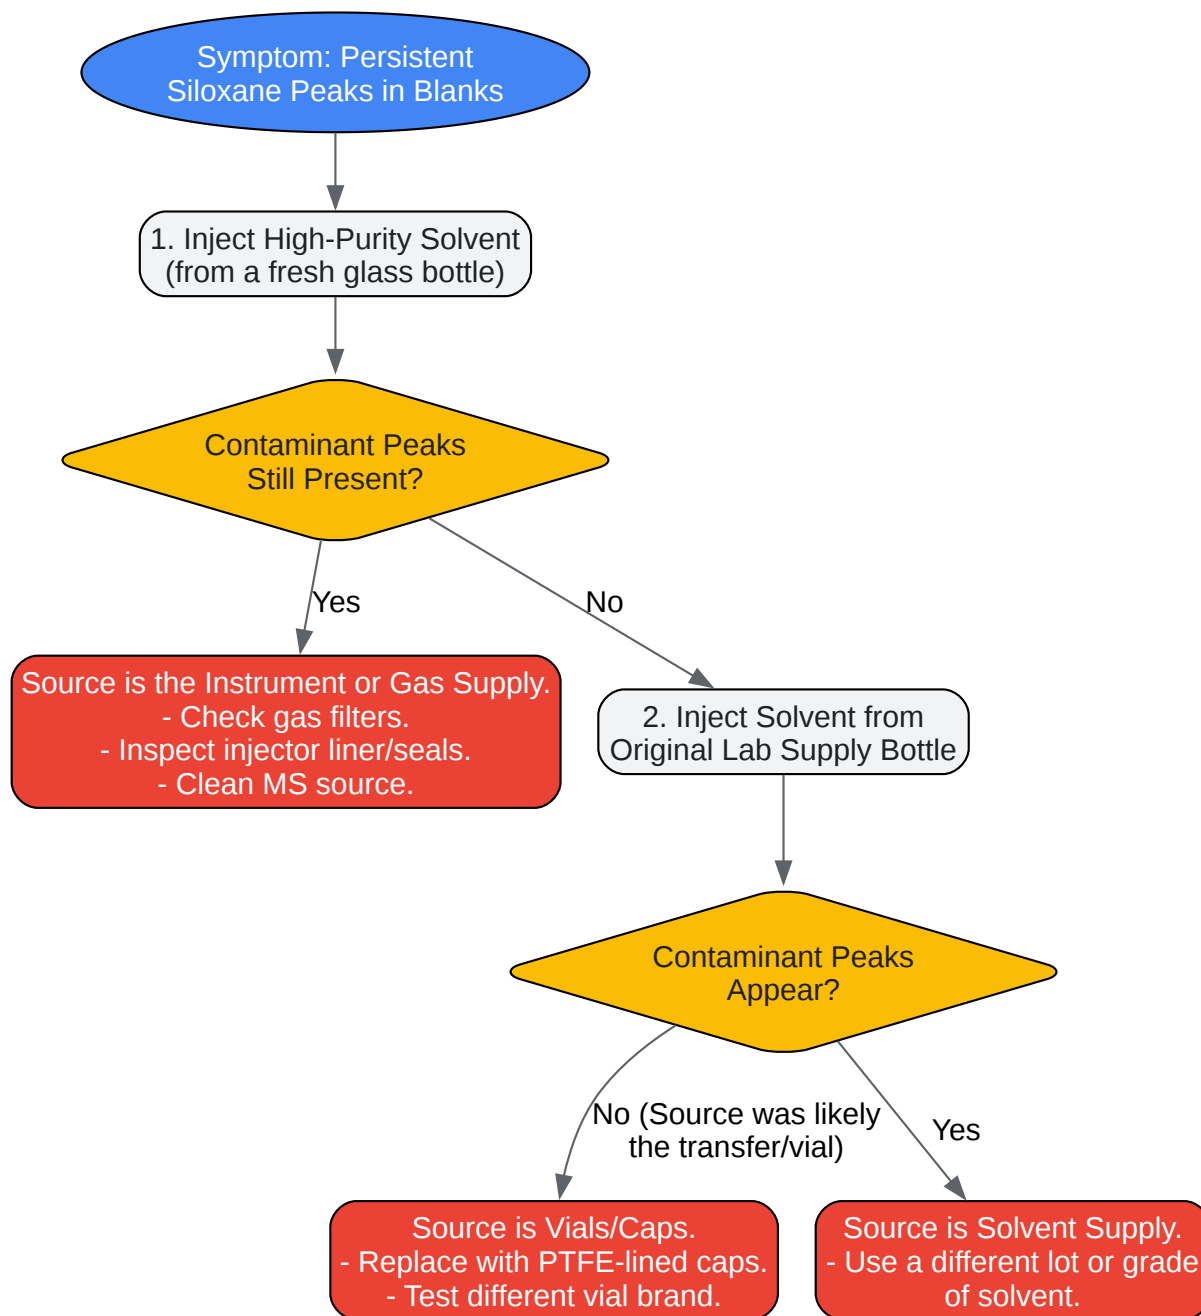 Symptom: Persistent
Siloxane Peaks in Blanks
1. Inject High-Purity Solvent
(from a fresh glass bottle)
Contaminant Peaks
Still Present?
Yes
No
Source is the Instrument or Gas Supply.
- Check gas filters.
- Inspect injector liner/seals.
- Clean MS source.
2. Inject Solvent from
Original Lab Supply Bottle
Contaminant Peaks
Appear?
No (Source was likely
the transfer/vial)
Yes
Source is Vials/Caps.
- Replace with PTFE-lined caps.
- Test different vial brand.
Source is Solvent Supply.
- Use a different lot or grade
of solvent.